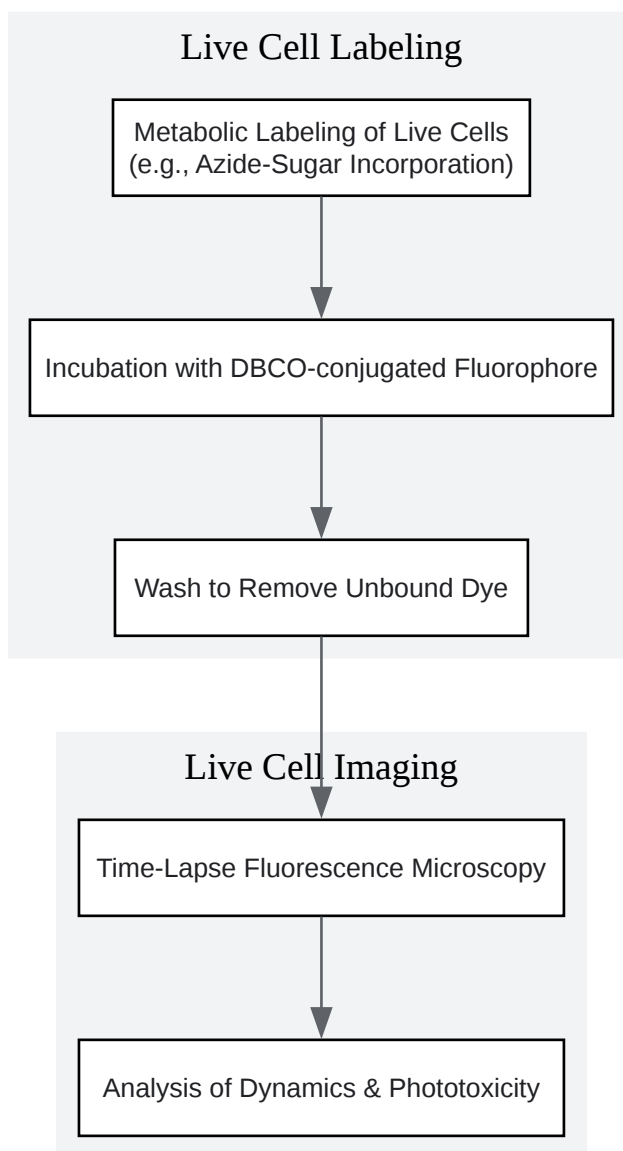 Live Cell Labeling
Metabolic Labeling of Live Cells
(e.g., Azide-Sugar Incorporation)
Incubation with DBCO-conjugated Fluorophore
Wash to Remove Unbound Dye
Live Cell Imaging
Time-Lapse Fluorescence Microscopy
Analysis of Dynamics & Phototoxicity